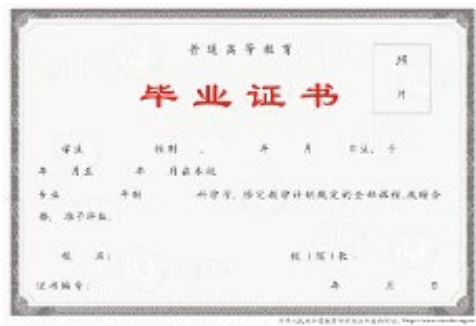 普通高等教育
照
片
毕业证书
学生 性别 , 年 月 日生, 于
年 月至 年 月在本校
专业 年制 科学习, 修完教学计划规定的全部课程, 成绩合
格, 准予毕业。
校 名: 校(院)长:
证书编号: 年 月 日